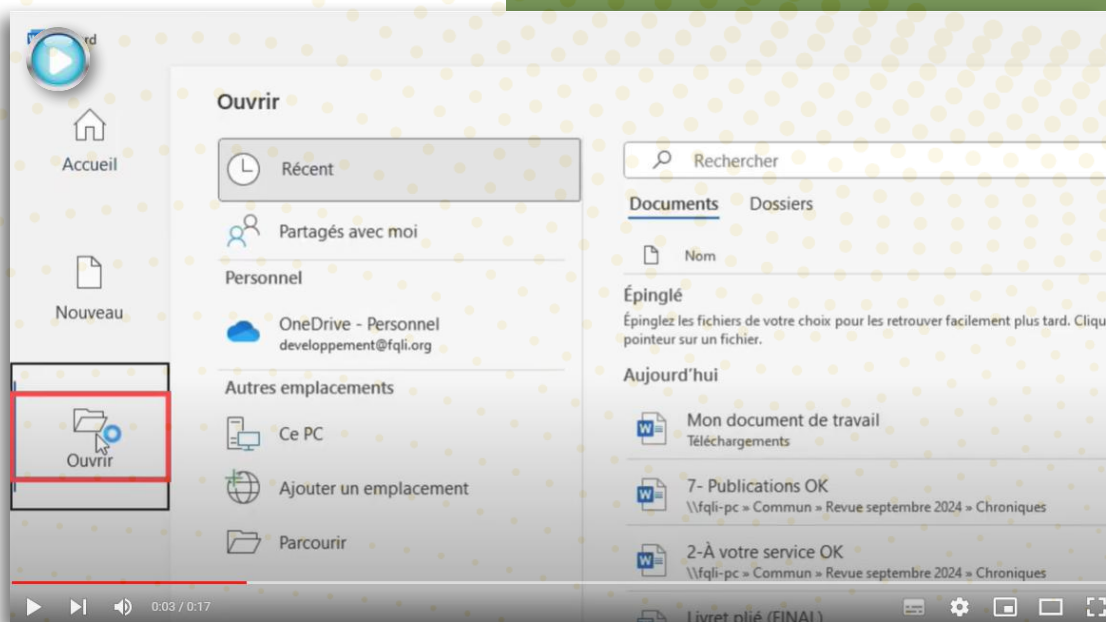 Accueil
Nouveau
Ouvrir
Ouvrir
Récent
Partagés avec moi
Personnel
OneDrive - Personnel
developpement@fqli.org
Autres emplacements
Ce PC
Ajouter un emplacement
Parcourir
Rechercher
Documents Dossiers
Nom
Épinglé
Épinglez les fichiers de votre choix pour les retrouver facilement plus tard. Cliqu
pointeur sur un fichier.
Aujourd'hui
Mon document de travail
Téléchargements
7- Publications OK
\\fqli-pc » Commun » Revue septembre 2024 » Chroniques
2-À votre service OK
\\fqli-pc » Commun » Revue septembre 2024 » Chroniques
Livret plié (FINAL)
0:03 / 0:17